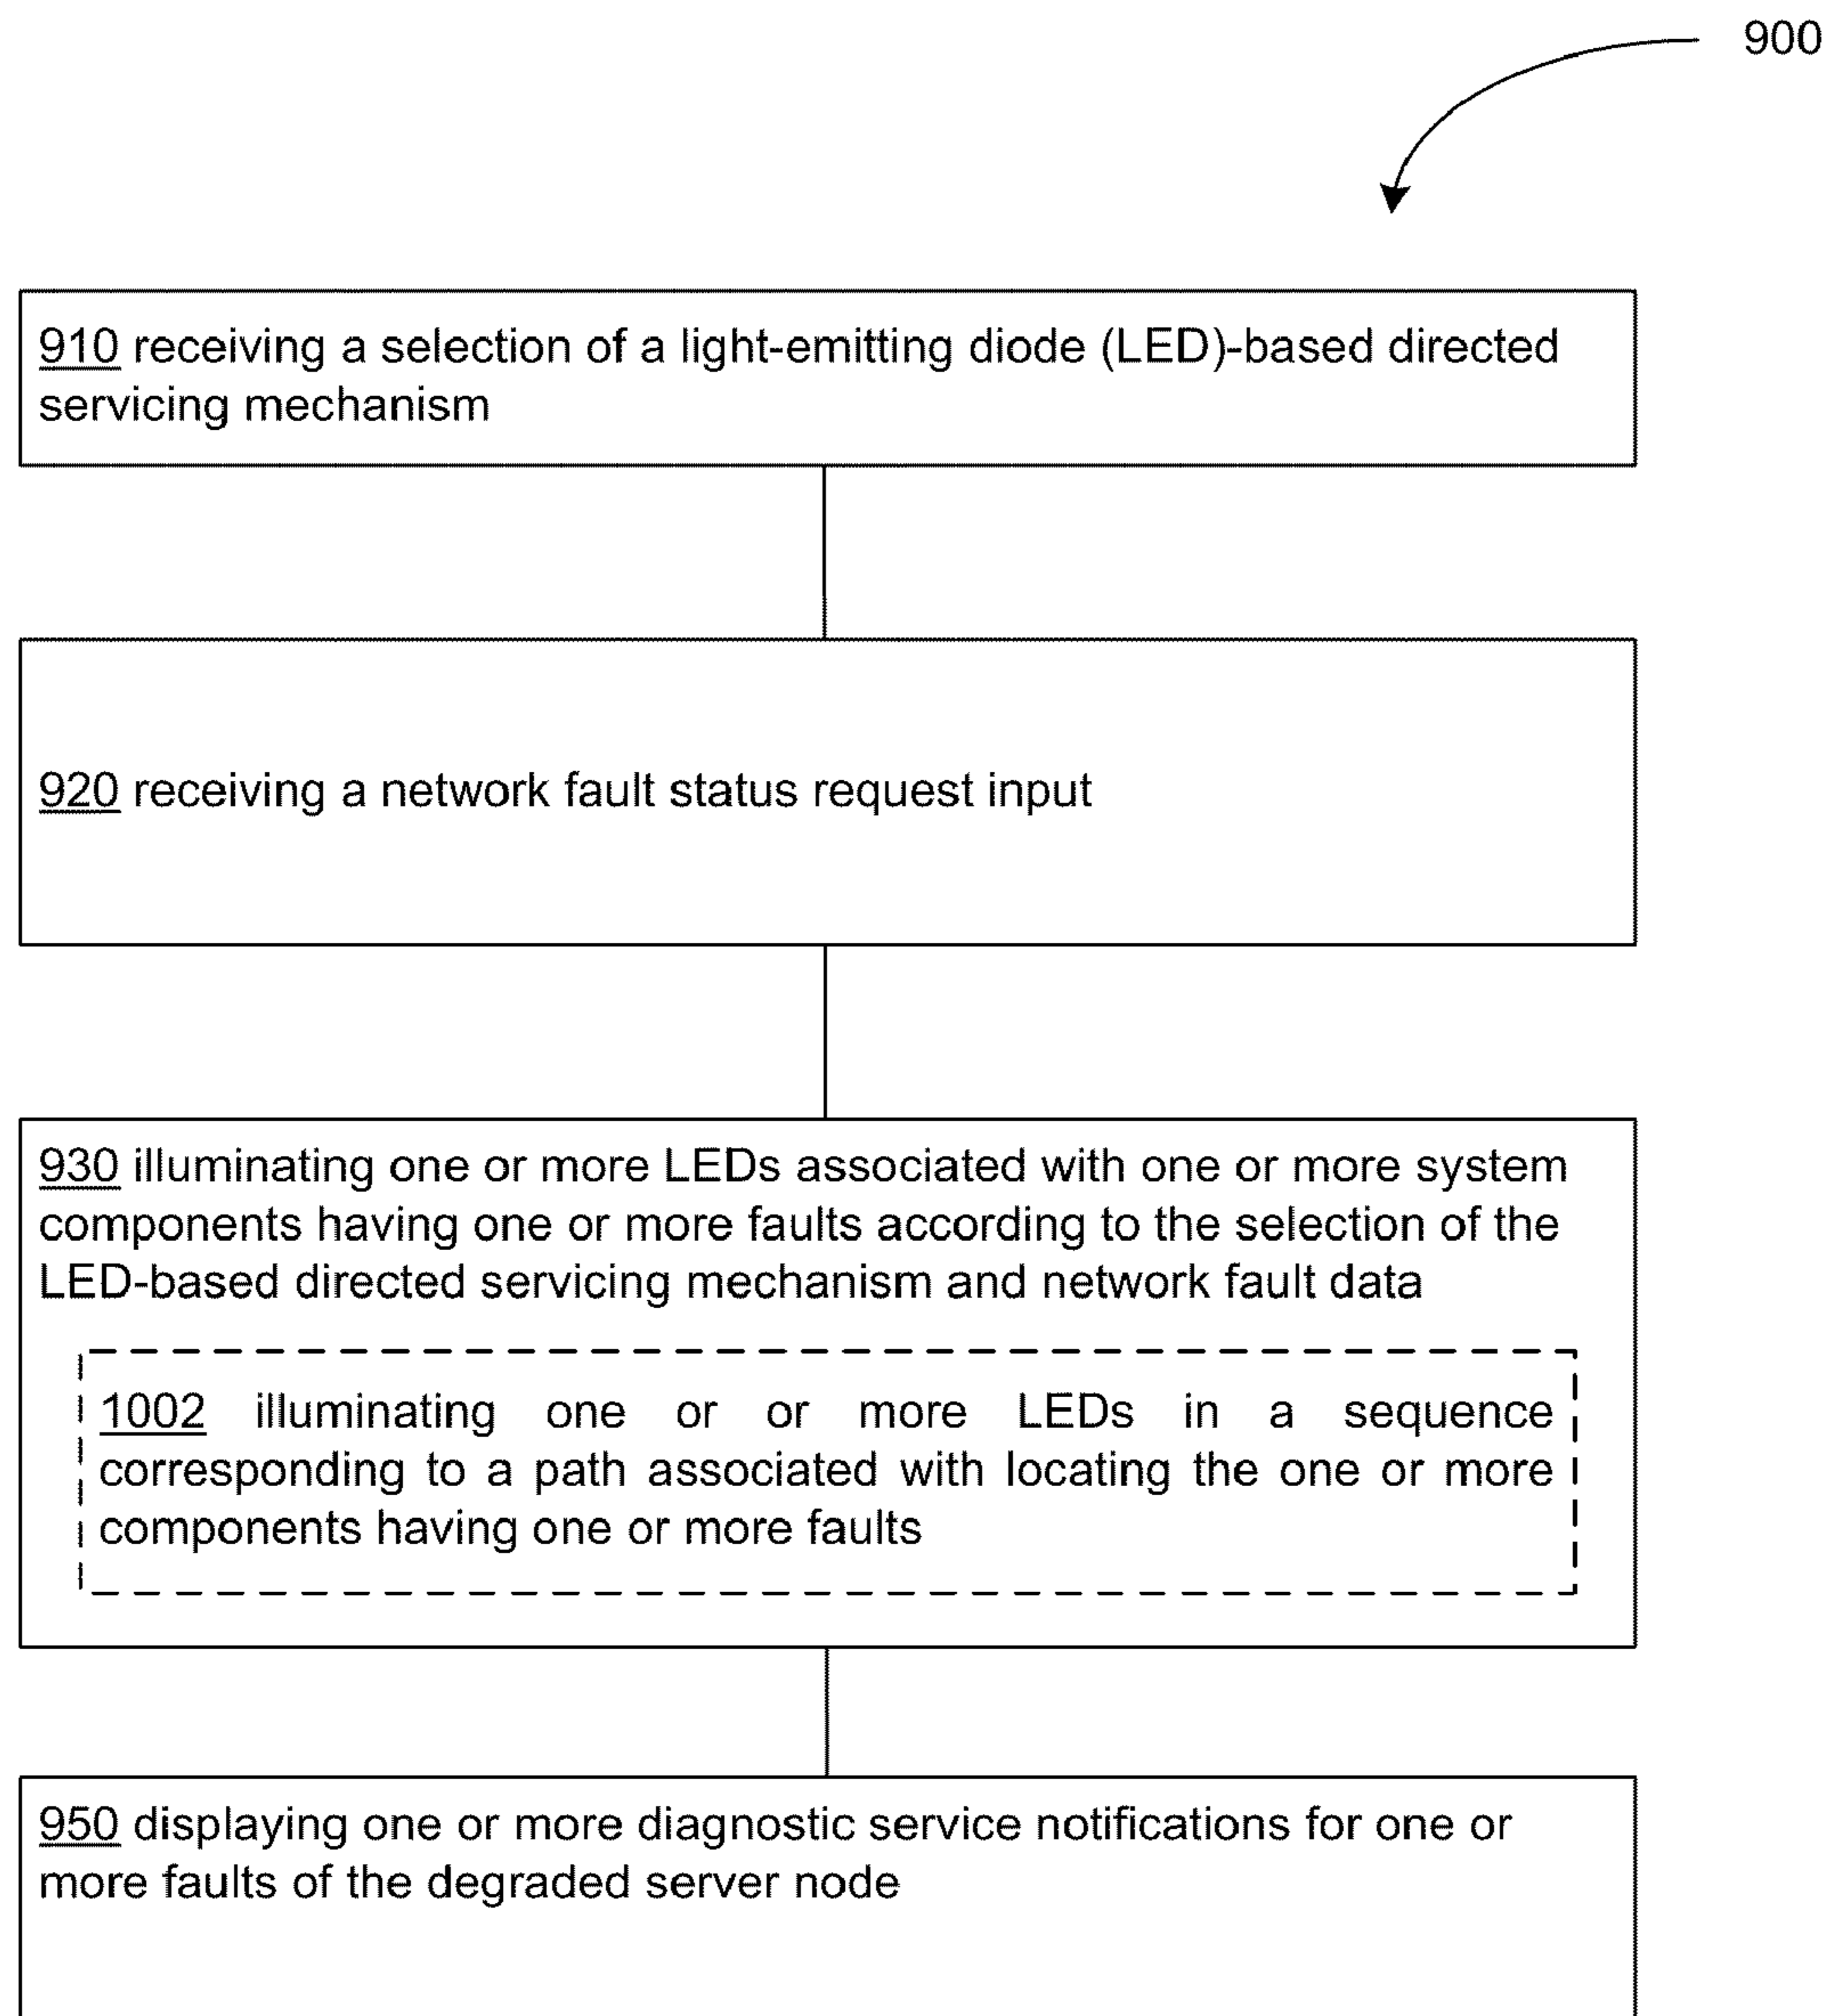 900
910 receiving a selection of a light-emitting diode (LED)-based directed
servicing mechanism
920 receiving a network fault status request input
930 illuminating one or more LEDs associated with one or more system
components having one or more faults according to the selection of the
LED-based directed servicing mechanism and network fault data
1002 illuminating one or or more LEDs in a sequence
corresponding to a path associated with locating the one or more
components having one or more faults
950 displaying one or more diagnostic service notifications for one or
more faults of the degraded server node